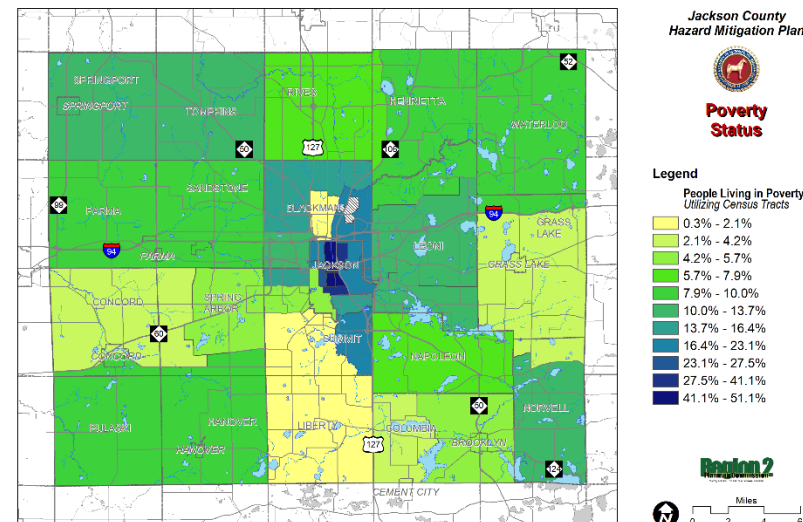 Jackson County
Hazard Mitigation Plan
Poverty
Status
Legend
People Living in Poverty
Utilizing Census Tracts
0.3% - 2.1%
2.1% - 4.2%
4.2% - 5.7%
5.7% - 7.9%
7.9% - 10.0%
10.0% - 13.7%
13.7% - 16.4%
16.4% - 23.1%
23.1% - 27.5%
27.5% - 41.1%
41.1% - 51.1%
Region 2
Miles
N
52
SPRINGPORT
RIVES
HENRIETTA
SPRINGPORT
TOMPKINS
WATERLOO
60
127
106
SANDSTONE
99
PARMA
BLACKMAN
94
GRASS
LAKE
LEONI
94
PARMA
JACKSON
GRASS LAKE
CONCORD
SPRING
ARBOR
60
SUMMIT
CONCORD
NAPOLEON
50
NORVELL
PULASKI
HANOVER
LIBERTY
COLUMBIA
HANOVER
127
BROOKLYN
124
CEMENT CITY